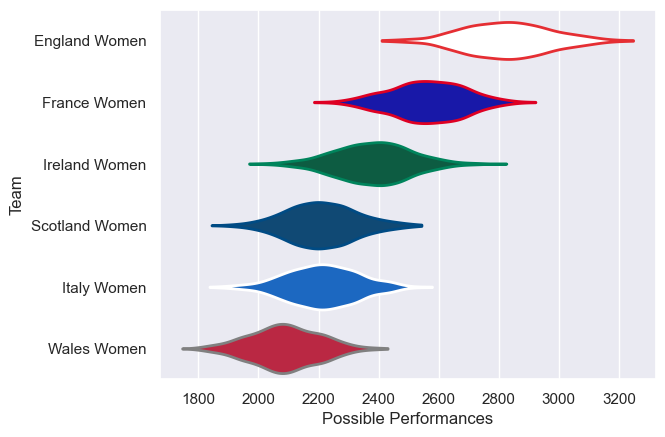 England Women
France Women
Ireland Women
Scotland Women
Italy Women
Wales Women
Team
1800 2000 2200 2400 2600 2800 3000 3200
Possible Performances